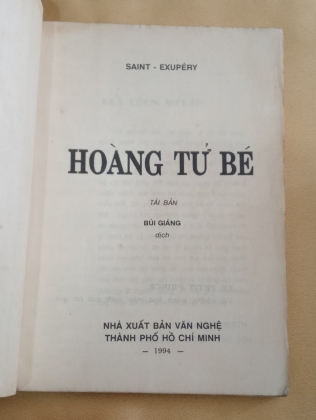 SAINT - EXUPÉRY
HOÀNG TỬ BÉ
TÁI BẢN
BÙI GIÁNG
dịch
NHÀ XUẤT BẢN VĂN NGHỆ
THÀNH PHỐ HỒ CHÍ MINH
— 1994 —